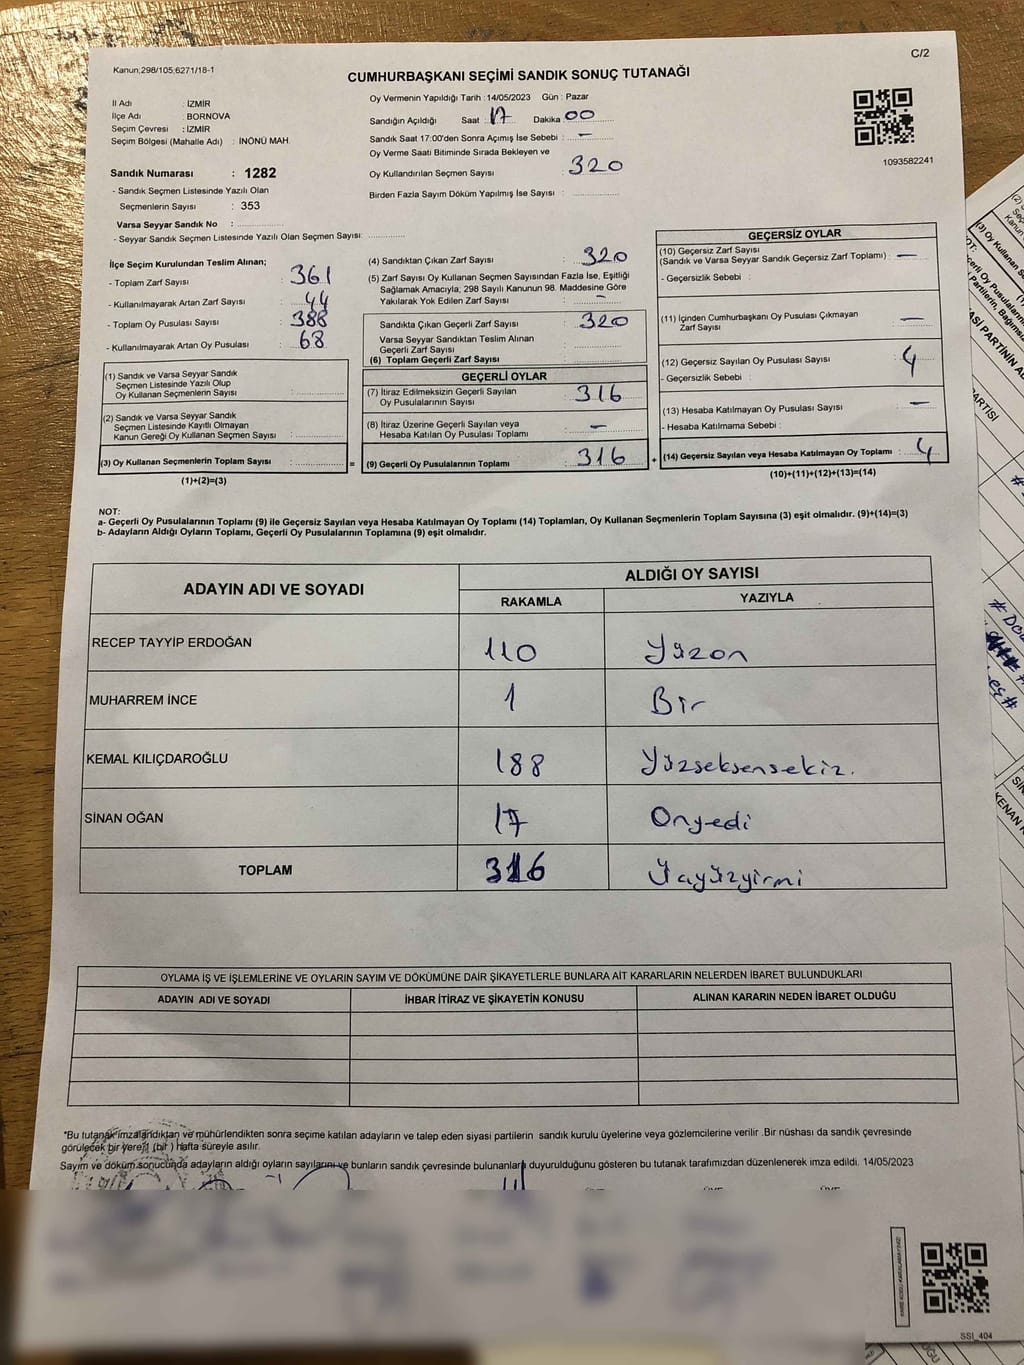 C/2
Kanun;298/105;6271/18-1
CUMHURBAŞKANI SEÇİMİ SANDIK SONUÇ TUTANAĞI
İl Adı : İZMİR
İlçe Adı : BORNOVA
Seçim Çevresi : İZMİR
Seçim Bölgesi (Mahalle Adı) : İNÖNÜ MAH.
Oy Vermenin Yapıldığı Tarih : 14/05/2023 Gün : Pazar
Sandığın Açıldığı Saat : 17 Dakika : 00
Sandık Saat 17:00'den Sonra Açımış İse Sebebi : —
Oy Verme Saati Bitiminde Sırada Bekleyen ve
Oy Kullandırılan Seçmen Sayısı : 320
Birden Fazla Sayım Döküm Yapılmış İse Sayısı :
1093582241
Sandık Numarası : 1282
- Sandık Seçmen Listesinde Yazılı Olan
Seçmenlerin Sayısı : 353
Varsa Seyyar Sandık No :
- Seyyar Sandık Seçmen Listesinde Yazılı Olan Seçmen Sayısı:
İlçe Seçim Kurulundan Teslim Alınan;
- Toplam Zarf Sayısı : 361
- Kullanılmayarak Artan Zarf Sayısı : 44
- Toplam Oy Pusulası Sayısı : 388
- Kullanılmayarak Artan Oy Pusulası : 68
(1) Sandık ve Varsa Seyyar Sandık
Seçmen Listesinde Yazılı Olup
Oy Kullanan Seçmenlerin Sayısı :
(2) Sandık ve Varsa Seyyar Sandık
Seçmen Listesinde Kayıtlı Olmayan
Kanun Gereği Oy Kullanan Seçmen Sayısı :
(3) Oy Kullanan Seçmenlerin Toplam Sayısı : =
(1)+(2)=(3)
(4) Sandıktan Çıkan Zarf Sayısı : 320
(5) Zarf Sayısı Oy Kullanan Seçmen Sayısından Fazla İse, Eşitliği
Sağlamak Amacıyla, 298 Sayılı Kanunun 98. Maddesine Göre
Yakılarak Yok Edilen Zarf Sayısı : —
Sandıkta Çıkan Geçerli Zarf Sayısı : 320
Varsa Seyyar Sandıktan Teslim Alınan
Geçerli Zarf Sayısı :
(6) Toplam Geçerli Zarf Sayısı :
GEÇERLİ OYLAR
(7) İtiraz Edilmeksizin Geçerli Sayılan
Oy Pusulalarının Sayısı : 316
(8) İtiraz Üzerine Geçerli Sayılan veya
Hesaba Katılan Oy Pusulası Toplamı : —
(9) Geçerli Oy Pusulalarının Toplamı : 316 +
GEÇERSİZ OYLAR
(10) Geçersiz Zarf Sayısı
(Sandık ve Varsa Seyyar Sandık Geçersiz Zarf Toplamı) : —
- Geçersizlik Sebebi :
(11) İçinden Cumhurbaşkanı Oy Pusulası Çıkmayan
Zarf Sayısı : —
(12) Geçersiz Sayılan Oy Pusulası Sayısı : 4
- Geçersizlik Sebebi :
(13) Hesaba Katılmayan Oy Pusulası Sayısı : —
- Hesaba Katılmama Sebebi :
(14) Geçersiz Sayılan veya Hesaba Katılmayan Oy Toplamı : 4
(10)+(11)+(12)+(13)=(14)
NOT:
a- Geçerli Oy Pusulalarının Toplamı (9) ile Geçersiz Sayılan veya Hesaba Katılmayan Oy Toplamı (14) Toplamları, Oy Kullanan Seçmenlerin Toplam Sayısına (3) eşit olmalıdır. (9)+(14)=(3)
b- Adayların Aldığı Oyların Toplamı, Geçerli Oy Pusulalarının Toplamına (9) eşit olmalıdır.
ADAYIN ADI VE SOYADI ALDIĞI OY SAYISI
RAKAMLA YAZIYLA
RECEP TAYYİP ERDOĞAN 110 Yüzon
MUHARREM İNCE 1 Bir
KEMAL KILIÇDAROĞLU 188 Yüzseksensekiz.
SİNAN OĞAN 17 Onyedi
TOPLAM 316 Üçyüzyirmi
OYLAMA İŞ VE İŞLEMLERİNE VE OYLARIN SAYIM VE DÖKÜMÜNE DAİR ŞİKAYETLERLE BUNLARA AİT KARARLARIN NELERDEN İBARET BULUNDUKLARI
ADAYIN ADI VE SOYADI İHBAR İTİRAZ VE ŞİKAYETİN KONUSU ALINAN KARARIN NEDEN İBARET OLDUĞU
*Bu tutanak imzalandıktan ve mühürlendikten sonra seçime katılan adayların ve talep eden siyasi partilerin sandık kurulu üyelerine veya gözlemcilerine verilir .Bir nüshası da sandık çevresinde
görülecek bir yere 1 (bir ) hafta süreyle asılır.
Sayım ve döküm sonucunda adayların aldığı oyların sayılarını ve bunların sandık çevresinde bulunanlara duyurulduğunu gösteren bu tutanak tarafımızdan düzenlenerek imza edildi. 14/05/2023
SSI_404